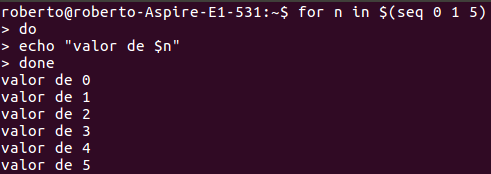 roberto@roberto-Aspire-E1-531:~$ for n in $(seq 0 1 5)
> do
> echo "valor de $n"
> done
valor de 0
valor de 1
valor de 2
valor de 3
valor de 4
valor de 5